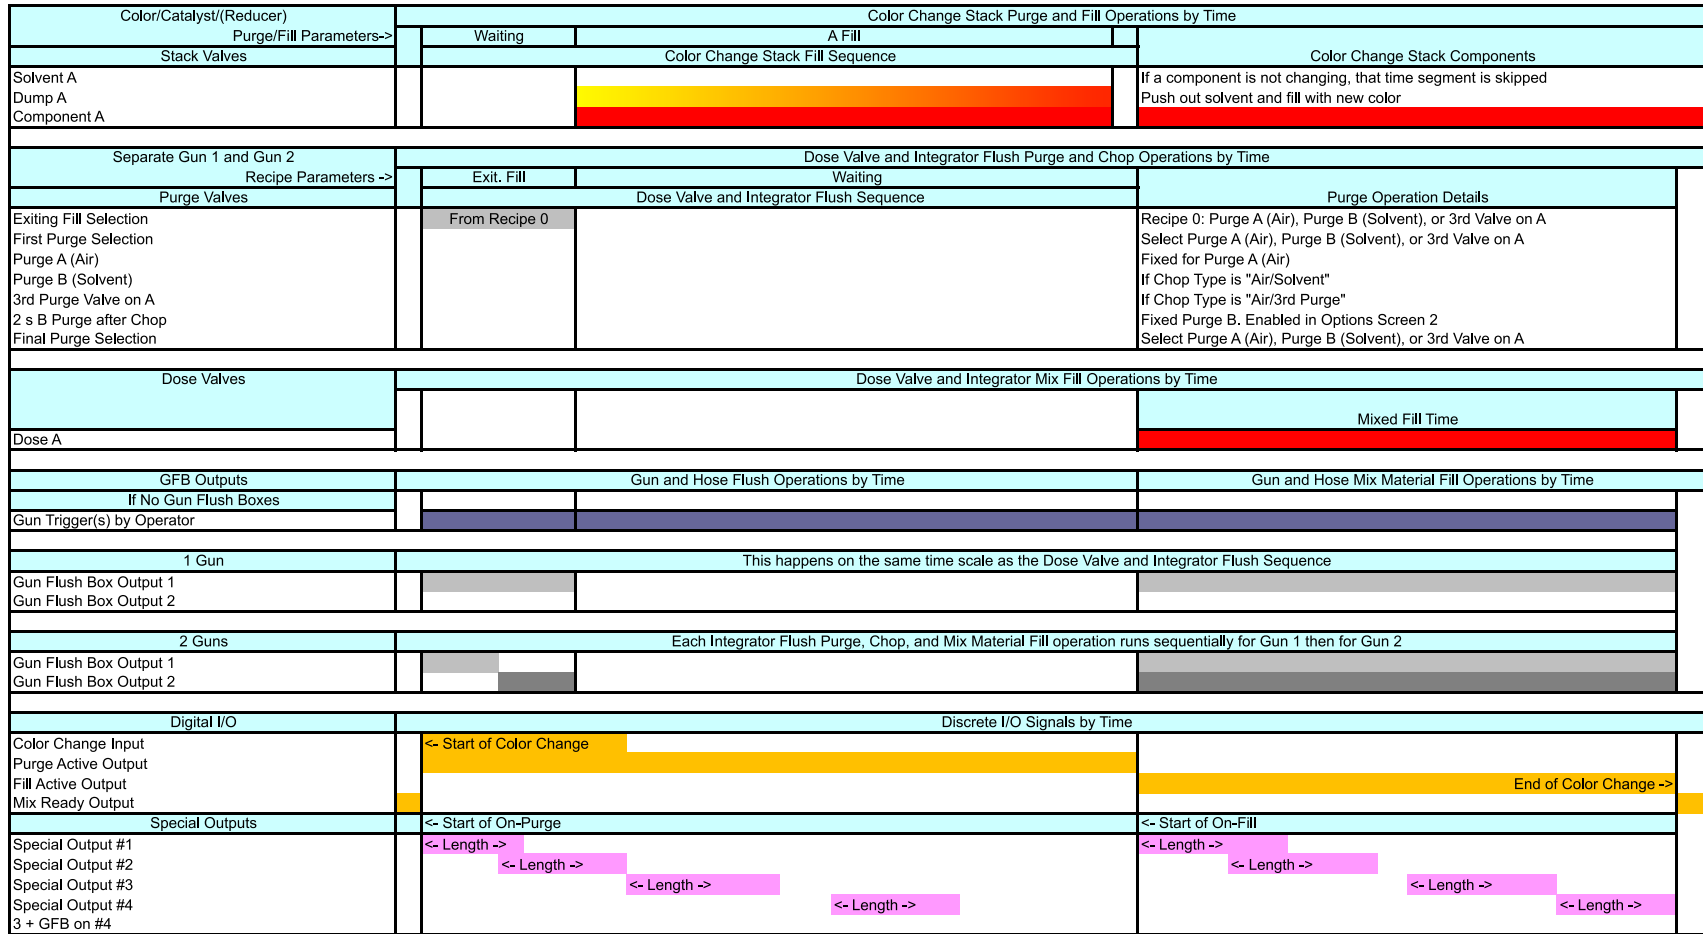 Color/Catalyst/(Reducer) Color Change Stack Purge and Fill Operations by Time
Purge/Fill Parameters-> Waiting A Fill
Stack Valves Color Change Stack Fill Sequence Color Change Stack Components
Solvent A If a component is not changing, that time segment is skipped
Dump A Push out solvent and fill with new color
Component A
Separate Gun 1 and Gun 2 Dose Valve and Integrator Flush Purge and Chop Operations by Time
Recipe Parameters -> Exit. Fill Waiting
Purge Valves Dose Valve and Integrator Flush Sequence Purge Operation Details
Exiting Fill Selection From Recipe 0 Recipe 0: Purge A (Air), Purge B (Solvent), or 3rd Valve on A
First Purge Selection Select Purge A (Air), Purge B (Solvent), or 3rd Valve on A
Purge A (Air) Fixed for Purge A (Air)
Purge B (Solvent) If Chop Type is "Air/Solvent"
3rd Purge Valve on A If Chop Type is "Air/3rd Purge"
2 s B Purge after Chop Fixed Purge B. Enabled in Options Screen 2
Final Purge Selection Select Purge A (Air), Purge B (Solvent), or 3rd Valve on A
Dose Valves Dose Valve and Integrator Mix Fill Operations by Time
Mixed Fill Time
Dose A
GFB Outputs Gun and Hose Flush Operations by Time Gun and Hose Mix Material Fill Operations by Time
If No Gun Flush Boxes
Gun Trigger(s) by Operator
1 Gun This happens on the same time scale as the Dose Valve and Integrator Flush Sequence
Gun Flush Box Output 1
Gun Flush Box Output 2
2 Guns Each Integrator Flush Purge, Chop, and Mix Material Fill operation runs sequentially for Gun 1 then for Gun 2
Gun Flush Box Output 1
Gun Flush Box Output 2
Digital I/O Discrete I/O Signals by Time
Color Change Input <- Start of Color Change
Purge Active Output
Fill Active Output End of Color Change ->
Mix Ready Output
Special Outputs <- Start of On-Purge <- Start of On-Fill
Special Output #1 <- Length -> <- Length ->
Special Output #2 <- Length -> <- Length ->
Special Output #3 <- Length -> <- Length ->
Special Output #4 <- Length -> <- Length ->
3 + GFB on #4